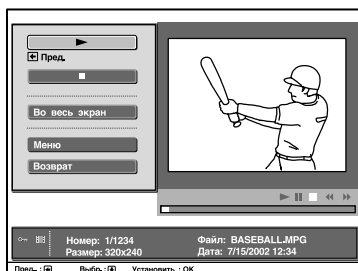 Пред.
Во весь экран
Меню
Возврат
Номер: 1/1234
Размер: 320x240
Файл: BASEBALL.MPG
Дата: 7/15/2002 12:34
Пред. : Выбр. : Установить : OK